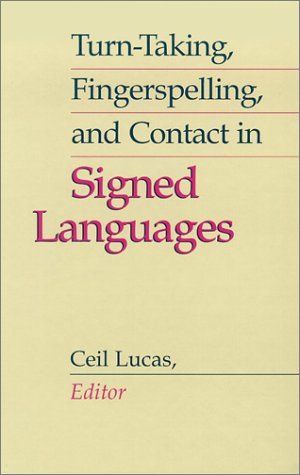 Turn-Taking,
Fingerspelling,
and Contact in
Signed
Languages
Ceil Lucas,
Editor